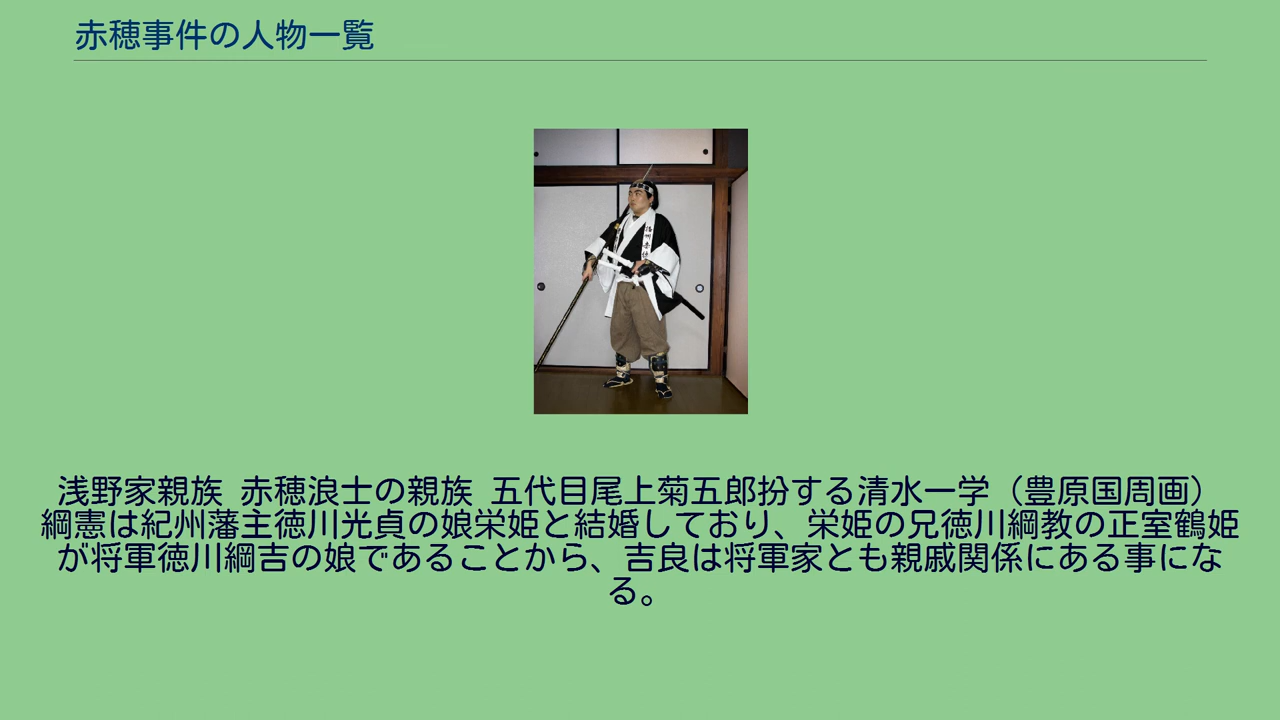 赤穂事件の人物一覧
播州赤穂
浅野家親族 赤穂浪士の親族 五代目尾上菊五郎扮する清水一学（豊原国周画）
綱憲は紀州藩主徳川光貞の娘栄姫と結婚しており、栄姫の兄徳川綱教の正室鶴姫
が将軍徳川綱吉の娘であることから、吉良は将軍家とも親戚関係にある事にな
る。